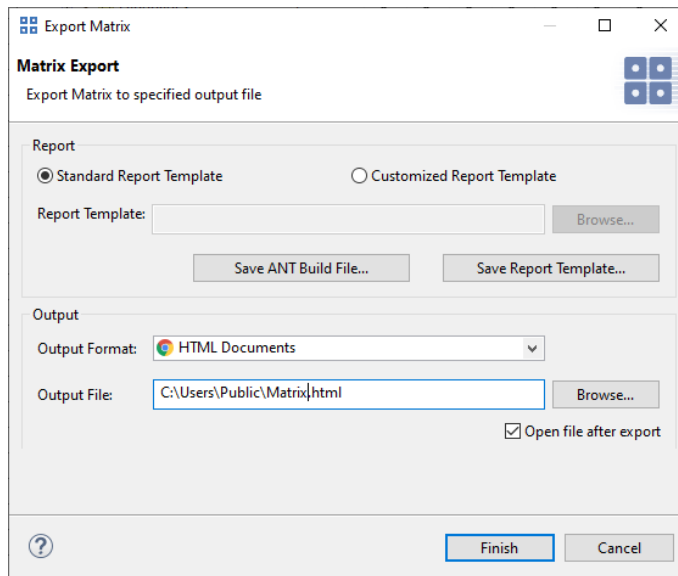 Export Matrix
Matrix Export
Export Matrix to specified output file
Report
Standard Report Template Customized Report Template
Report Template: Browse...
Save ANT Build File... Save Report Template...
Output
Output Format: HTML Documents
Output File: C:\Users\Public\Matrix.html Browse...
Open file after export
? Finish Cancel